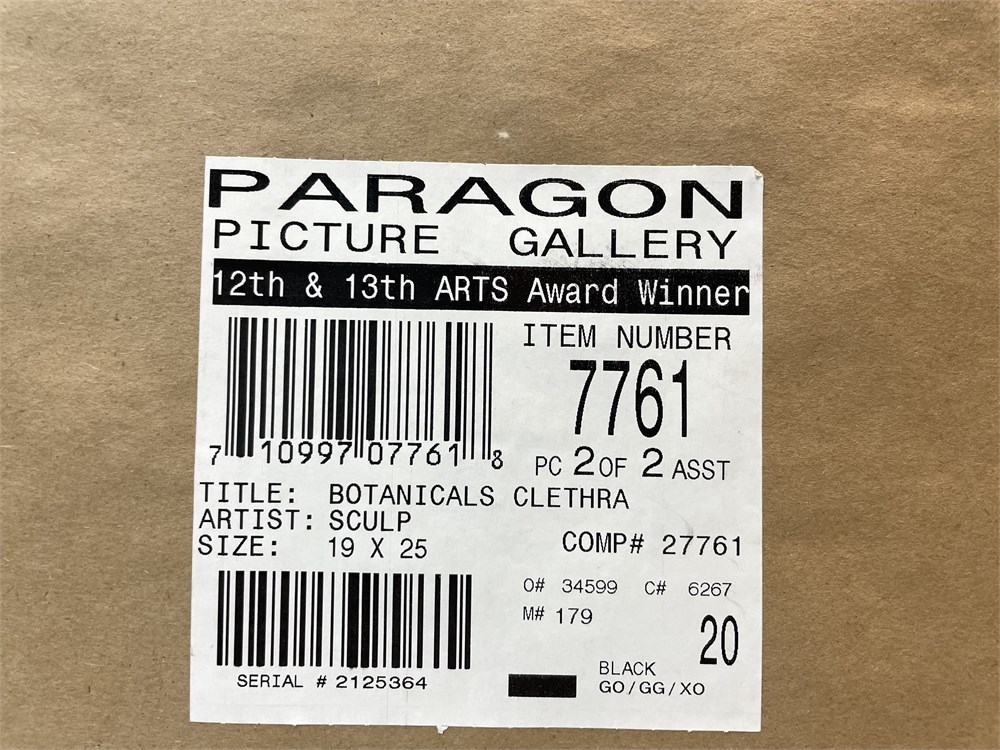 PARAGON
PICTURE GALLERY
12th & 13th ARTS Award Winner
ITEM NUMBER
7761
7 10997 07761 8
PC 2 OF 2 ASST
TITLE: BOTANICALS CLETHRA
ARTIST: SCULP
SIZE: 19 X 25
COMP# 27761
O# 34599 C# 6267
M# 179
20
SERIAL # 2125364
BLACK
GO/GG/XO